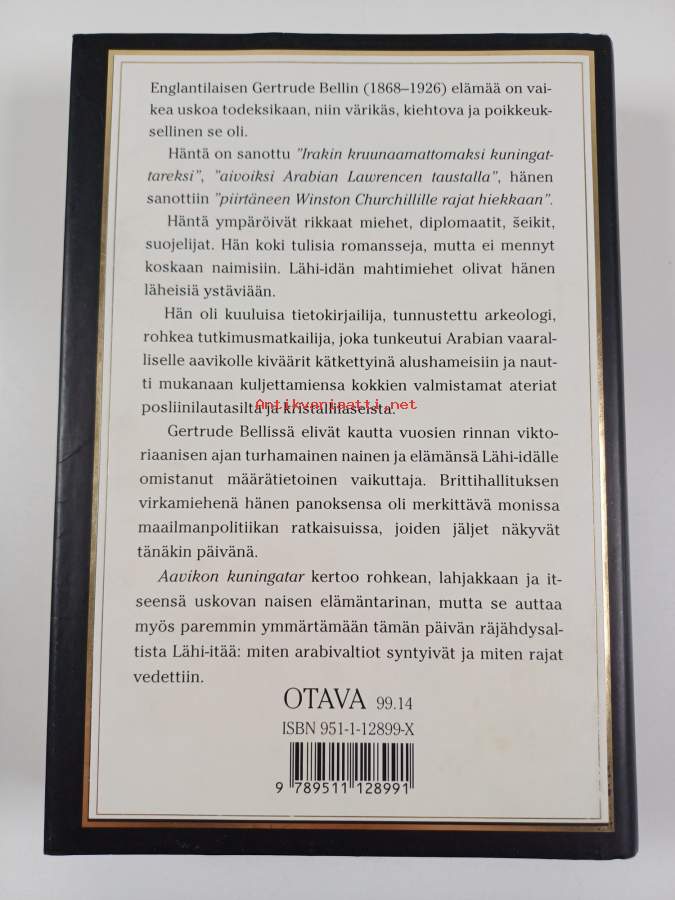 Englantilaisen Gertrude Bellin (1868–1926) elämää on vai-
kea uskoa todeksikaan, niin värikäs, kiehtova ja poikkeuk-
sellinen se oli.
Häntä on sanottu "Irakin kruunaamattomaksi kuningat-
tareksi", "aivoiksi Arabian Lawrencen taustalla", hänen
sanottiin "piirtäneen Winston Churchillille rajat hiekkaan".
Häntä ympäröivät rikkaat miehet, diplomaatit, šeikit,
suojelijat. Hän koki tulisia romansseja, mutta ei mennyt
koskaan naimisiin. Lähi-idän mahtimiehet olivat hänen
läheisiä ystäviään.
Hän oli kuuluisa tietokirjailija, tunnustettu arkeologi,
rohkea tutkimusmatkailija, joka tunkeutui Arabian vaaral-
liselle aavikolle kiväärit kätkettyinä alushameisiin ja naut-
ti mukanaan kuljettamiensa kokkien valmistamat ateriat
posliinilautasilta ja kristallilaseista.
Antikvariaatti.net
Gertrude Bellissä elivät kautta vuosien rinnan vikto-
riaanisen ajan turhamainen nainen ja elämänsä Lähi-idälle
omistanut määrätietoinen vaikuttaja. Brittihallituksen
virkamiehenä hänen panoksensa oli merkittävä monissa
maailmanpolitiikan ratkaisuissa, joiden jäljet näkyvät
tänäkin päivänä.
Aavikon kuningatar kertoo rohkean, lahjakkaan ja it-
seensä uskovan naisen elämäntarinan, mutta se auttaa
myös paremmin ymmärtämään tämän päivän räjähdysal-
tista Lähi-itää: miten arabivaltiot syntyivät ja miten rajat
vedettiin.
OTAVA 99.14
ISBN 951-1-12899-X
9 789511 128991